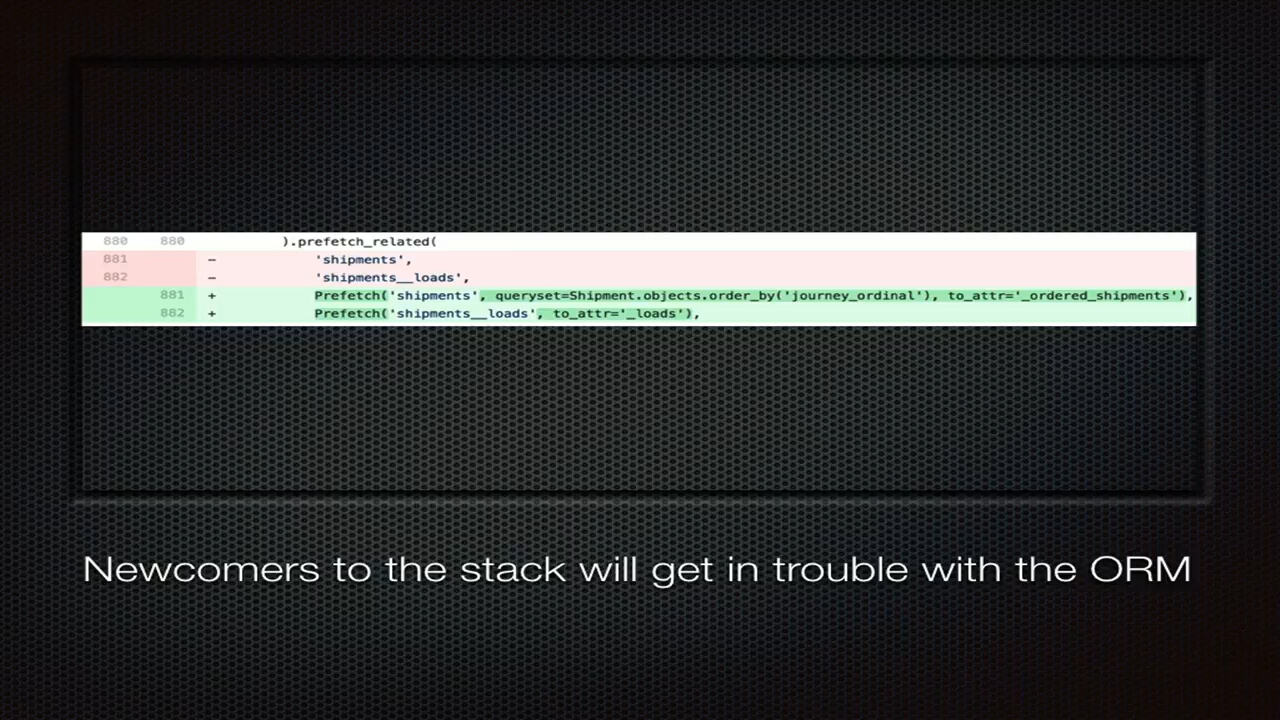 880 880 ).prefetch_related(
881 - 'shipments',
882 - 'shipments__loads',
881 + Prefetch('shipments', queryset=Shipment.objects.order_by('journey_ordinal'), to_attr='_ordered_shipments'),
882 + Prefetch('shipments__loads', to_attr='_loads'),
Newcomers to the stack will get in trouble with the ORM